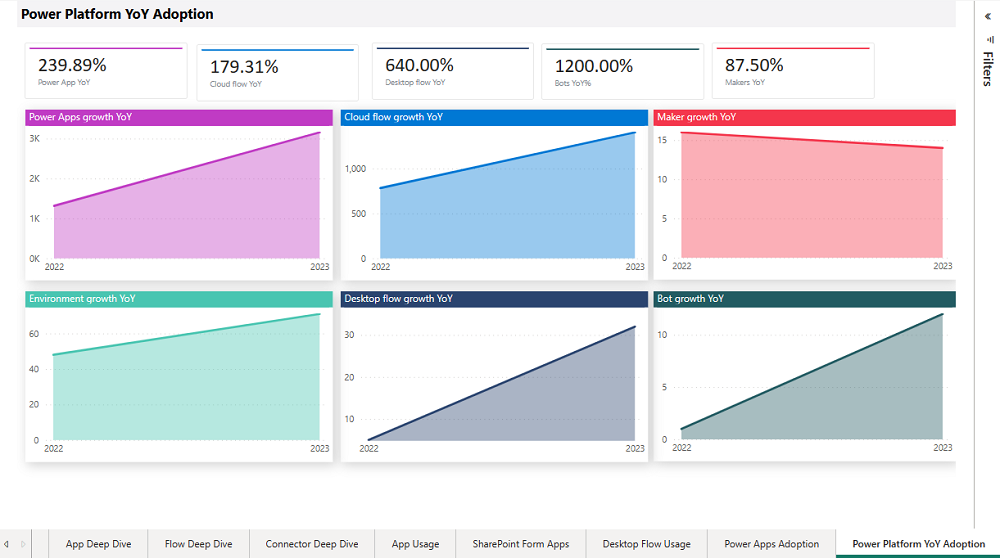 Power Platform YoY Adoption
239.89%
Power App YoY
179.31%
Cloud flow YoY
640.00%
Desktop flow YoY
1200.00%
Bots YoY%
87.50%
Makers YoY
Filters
Power Apps growth YoY
3K
2K
1K
0K
2022 2023
Cloud flow growth YoY
1,000
500
0
2022 2023
Maker growth YoY
15
10
5
0
2022 2023
Environment growth YoY
60
40
20
0
2022 2023
Desktop flow growth YoY
30
20
10
2022 2023
Bot growth YoY
10
5
0
2022 2023
App Deep Dive Flow Deep Dive Connector Deep Dive App Usage SharePoint Form Apps Desktop Flow Usage Power Apps Adoption Power Platform YoY Adoption